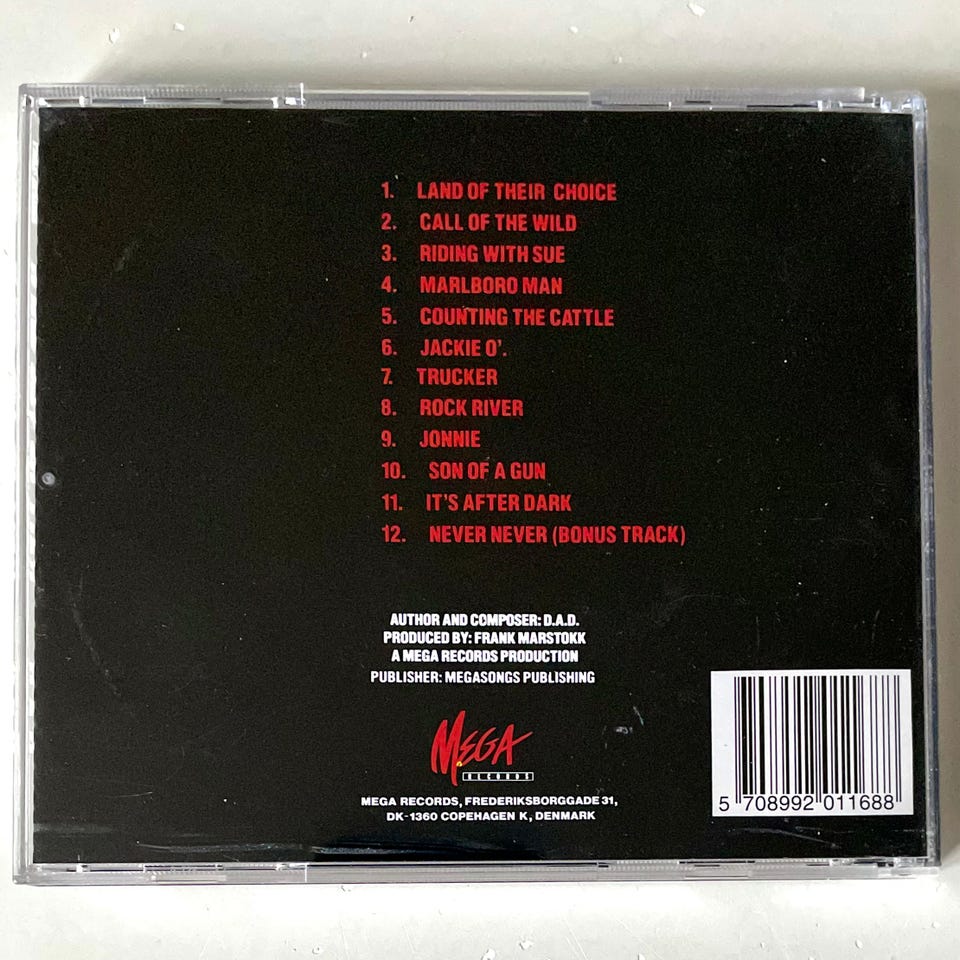 1. LAND OF THEIR CHOICE
2. CALL OF THE WILD
3. RIDING WITH SUE
4. MARLBORO MAN
5. COUNTING THE CATTLE
6. JACKIE O'.
7. TRUCKER
8. ROCK RIVER
9. JONNIE
10. SON OF A GUN
11. IT'S AFTER DARK
12. NEVER NEVER (BONUS TRACK)
AUTHOR AND COMPOSER: D.A.D.
PRODUCED BY: FRANK MARSTOKK
A MEGA RECORDS PRODUCTION
PUBLISHER: MEGASONGS PUBLISHING
MEGA
RECORDS
MEGA RECORDS, FREDERIKSBORGGADE 31,
DK-1360 COPEHAGEN K, DENMARK
5 708992 011688